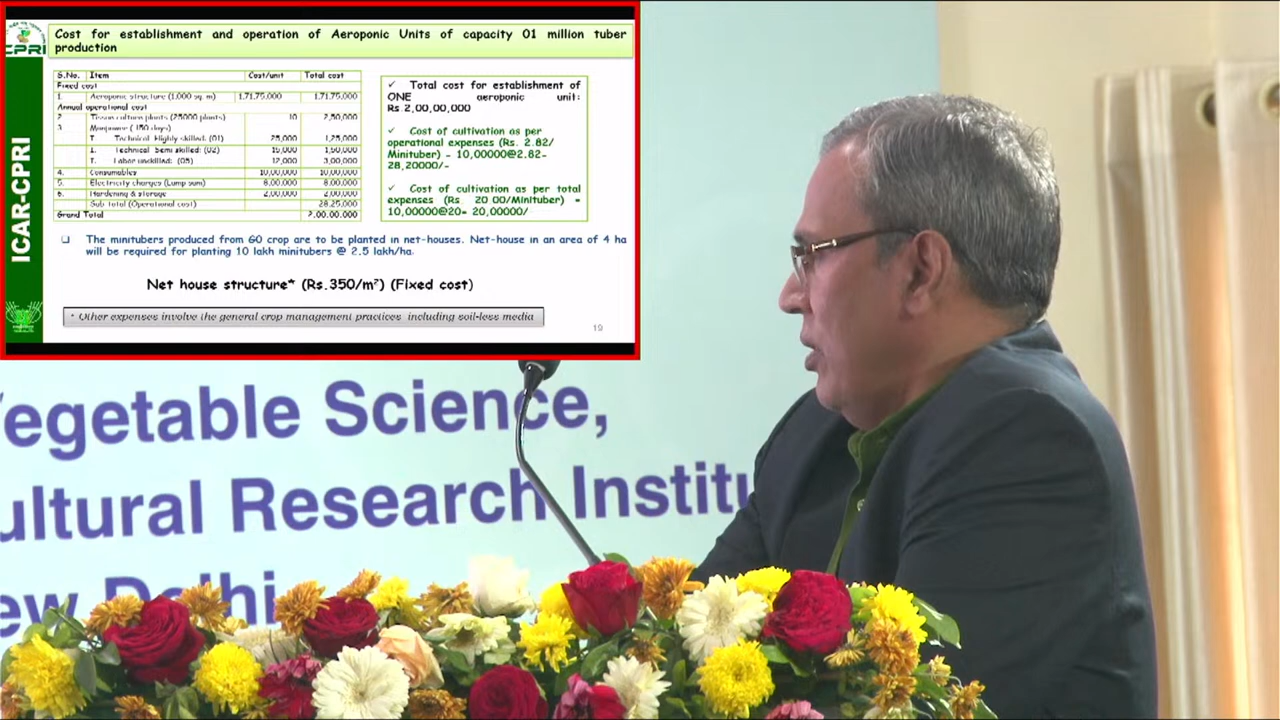 CPRI
Cost for establishment and operation of Aeroponic Units of capacity 01 million tuber
production
S.No. Item Cost/unit Total cost
Fixed cost
1. Aeroponic structure (1,000 sq. m) 1,71,75,000 1,71,75,000
Annual operational cost
2. Tissue culture plants (25000 plants) 10 2,50,000
3. Manpower ( 150 days)
Technical Highly skilled: (01) 25,000 1,25,000
Technical Semi skilled: (02) 15,000 1,50,000
Labor unskilled: (05) 12,000 3,00,000
4. Consumables 10,00,000 10,00,000
5. Electricity charges (Lump sum) 8,00,000 8,00,000
6. Hardening & storage 2,00,000 2,00,000
Sub total (Operational cost) 28,25,000
Grand Total 2,00,00,000
✓ Total cost for establishment of
ONE aeroponic unit:
Rs 2,00,00,000
✓ Cost of cultivation as per
operational expenses (Rs. 2.82/
Minituber) = 10,00000@2.82=
28,20000/-
✓ Cost of cultivation as per total
expenses (Rs 20 00/Minituber) =
10,00000@20= 20,00000/
❑ The minitubers produced from G0 crop are to be planted in net-houses. Net-house in an area of 4 ha
will be required for planting 10 lakh minitubers @ 2.5 lakh/ha.
Net house structure* (Rs.350/m²) (Fixed cost)
* Other expenses involve the general crop management practices including soil-less media
19
ICAR-CPRI
egetable Science,
ultural Research Institu
ew Delhi